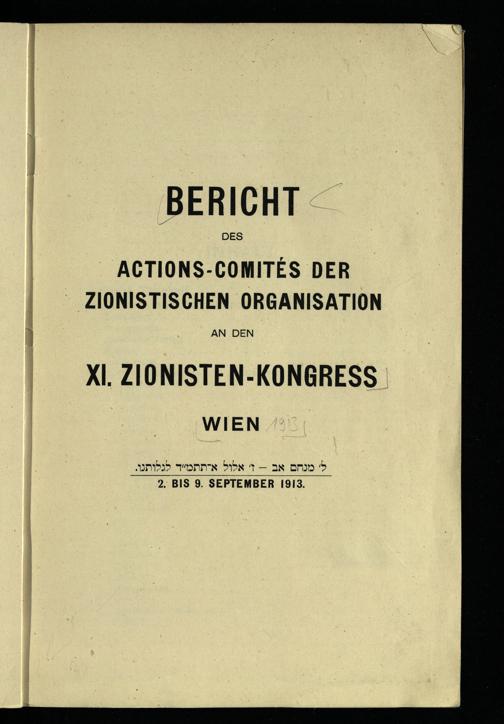 BERICHT
DES
ACTIONS-COMITÉS DER
ZIONISTISCHEN ORGANISATION
AN DEN
XI. ZIONISTEN-KONGRESS
WIEN 1913
ל׳ מנחם אב — ז׳ אלול א׳תתמ״ד לגלותנו.
2. BIS 9. SEPTEMBER 1913.